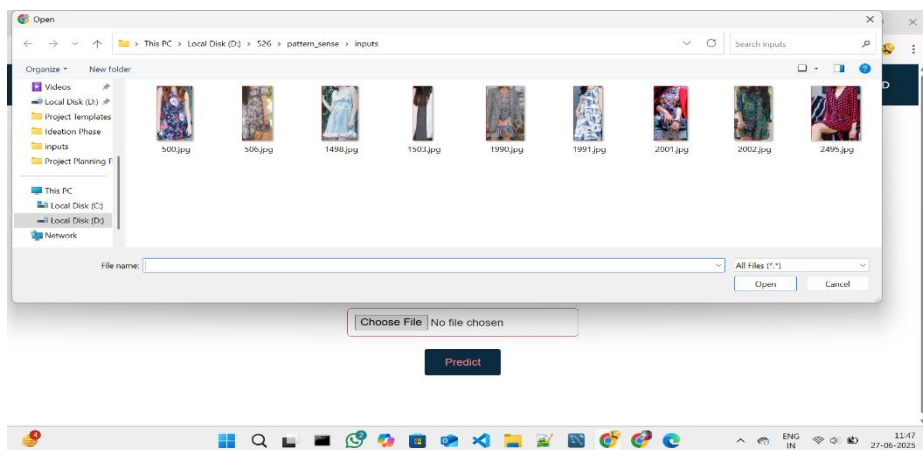 Open
This PC > Local Disk (D:) > 526 > pattern_sense > inputs
Search inputs
Organize
New folder
Videos
Local Disk (D:)
Project Templates
Ideation Phase
inputs
Project Planning F
This PC
Local Disk (C:)
Local Disk (D:)
Network
500.jpg
506.jpg
1498.jpg
1503.jpg
1990.jpg
1991.jpg
2001.jpg
2002.jpg
2495.jpg
D
File name:
All Files (*.*)
Open
Cancel
Choose File No file chosen
Predict
ENG
IN
11:47
27-06-2025